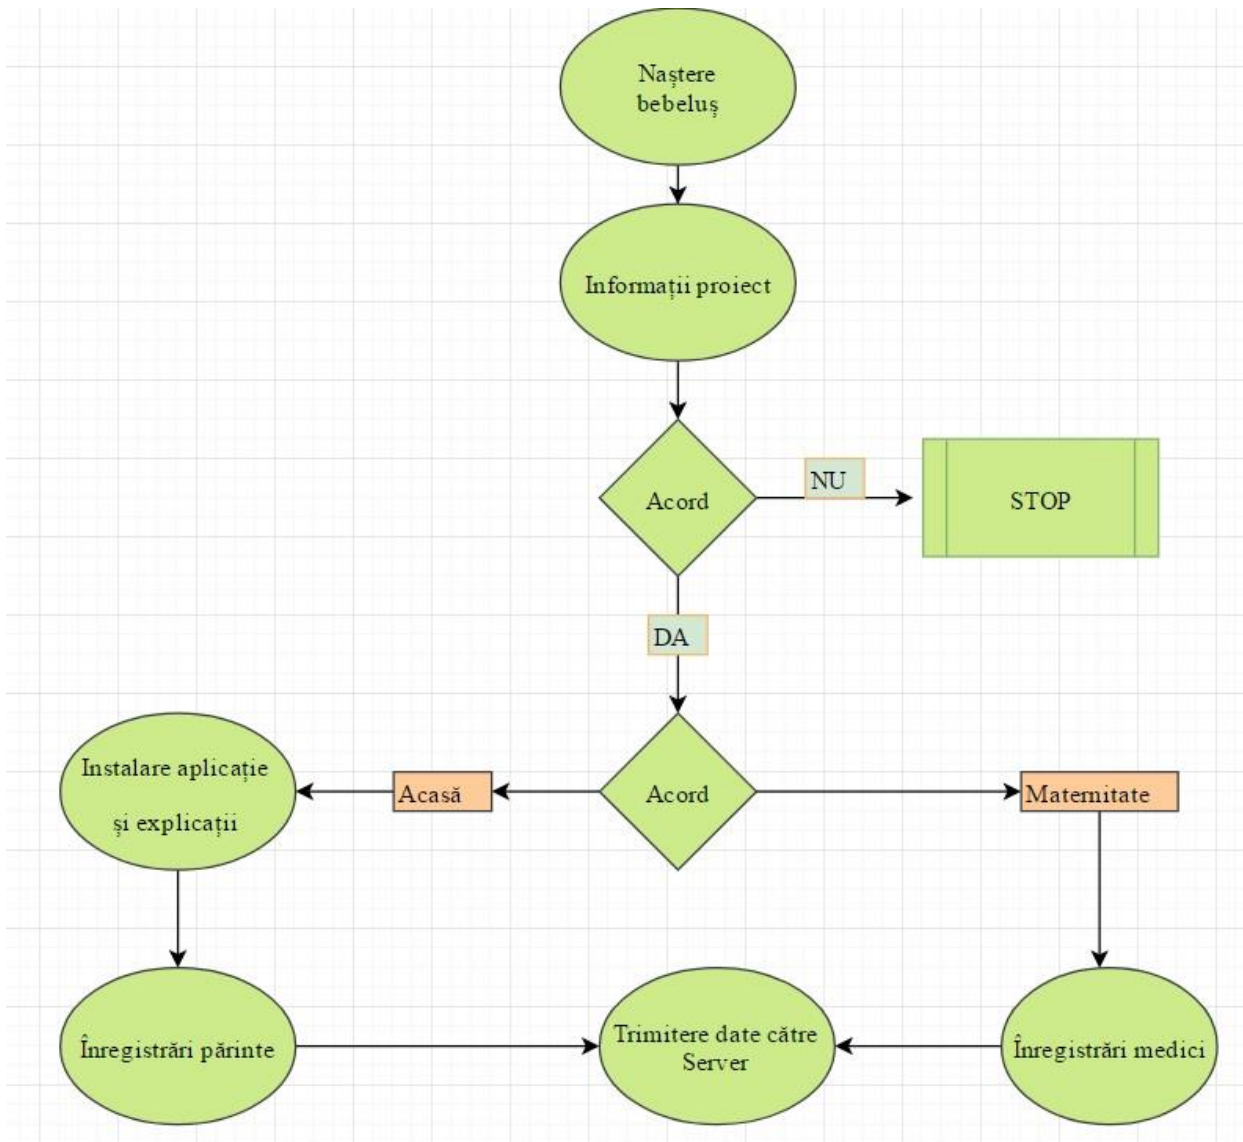 Naștere
bebeluș
Informații proiect
Acord
NU
STOP
DA
Instalare aplicație
și explicații
Acasă
Acord
Maternitate
Înregistrări părinte
Trimitere date către
Server
Înregistrări medici